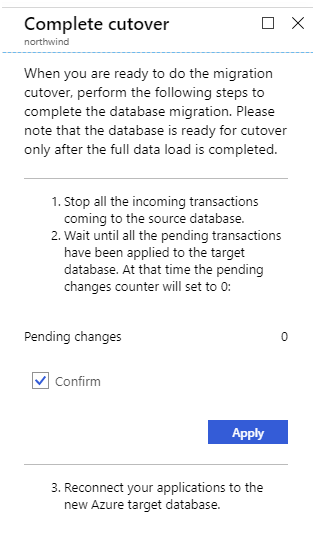 Complete cutover
northwind
When you are ready to do the migration
cutover, perform the following steps to
complete the database migration. Please
note that the database is ready for cutover
only after the full data load is completed.
1. Stop all the incoming transactions
coming to the source database.
2. Wait until all the pending transactions
have been applied to the target
database. At that time the pending
changes counter will set to 0:
Pending changes 0
Confirm
Apply
3. Reconnect your applications to the
new Azure target database.